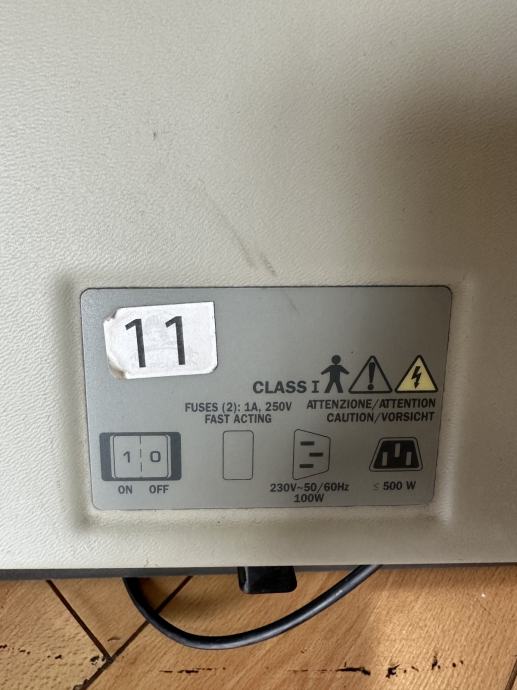 11
CLASS I
FUSES (2): 1A, 250V
FAST ACTING
ATTENZIONE/ATTENTION
CAUTION/VORSICHT
1 0
ON OFF
230V~50/60Hz
100W
≤ 500 W